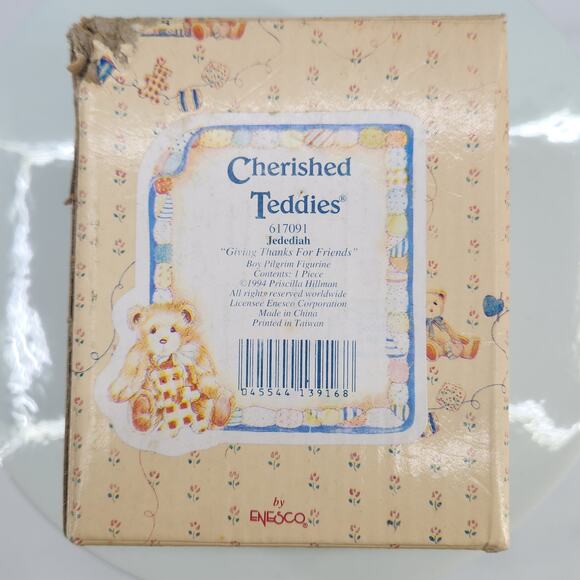 Cherished
Teddies®
617091
Jedediah
"Giving Thanks For Friends"
Boy Pilgrim Figurine
Contents: 1 Piece
©1994 Priscilla Hillman
All rights reserved worldwide
Licensee Enesco Corporation
Made in China
Printed in Taiwan
045544 139168
by
ENESCO®